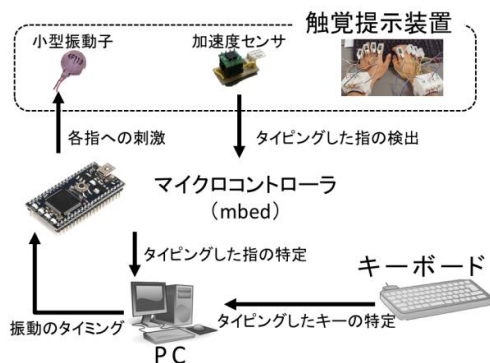 触覚提示装置
小型振動子
加速度センサ
各指への刺激
タイピングした指の検出
マイクロコントローラ
(mbed)
タイピングした指の特定
キーボード
振動のタイミング
タイピングしたキーの特定
PC